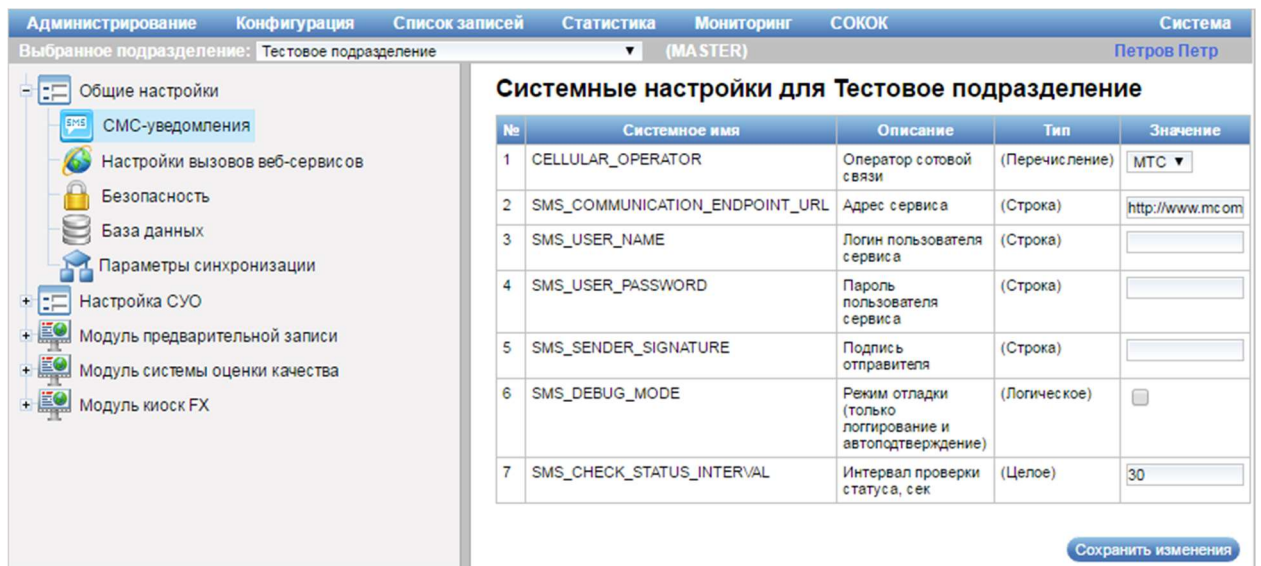 Администрирование Конфигурация Список записей Статистика Мониторинг СОКОК Система
Выбранное подразделение: Тестовое подразделение (MASTER) Петров Петр
Общие настройки
SMS СМС-уведомления
Настройки вызовов веб-сервисов
Безопасность
База данных
Параметры синхронизации
Настройка СУО
Модуль предварительной записи
Модуль системы оценки качества
Модуль киоск FX
Системные настройки для Тестовое подразделение
№ Системное имя Описание Тип Значение
1 CELLULAR_OPERATOR Оператор сотовой (Перечисление) МТС
связи
2 SMS_COMMUNICATION_ENDPOINT_URL Адрес сервиса (Строка) http://www.mcom
3 SMS_USER_NAME Логин пользователя (Строка)
сервиса
4 SMS_USER_PASSWORD Пароль (Строка)
пользователя
сервиса
5 SMS_SENDER_SIGNATURE Подпись (Строка)
отправителя
6 SMS_DEBUG_MODE Режим отладки (Логическое)
(только
логгирование и
автоподтверждение)
7 SMS_CHECK_STATUS_INTERVAL Интервал проверки (Целое) 30
статуса, сек
Сохранить изменения